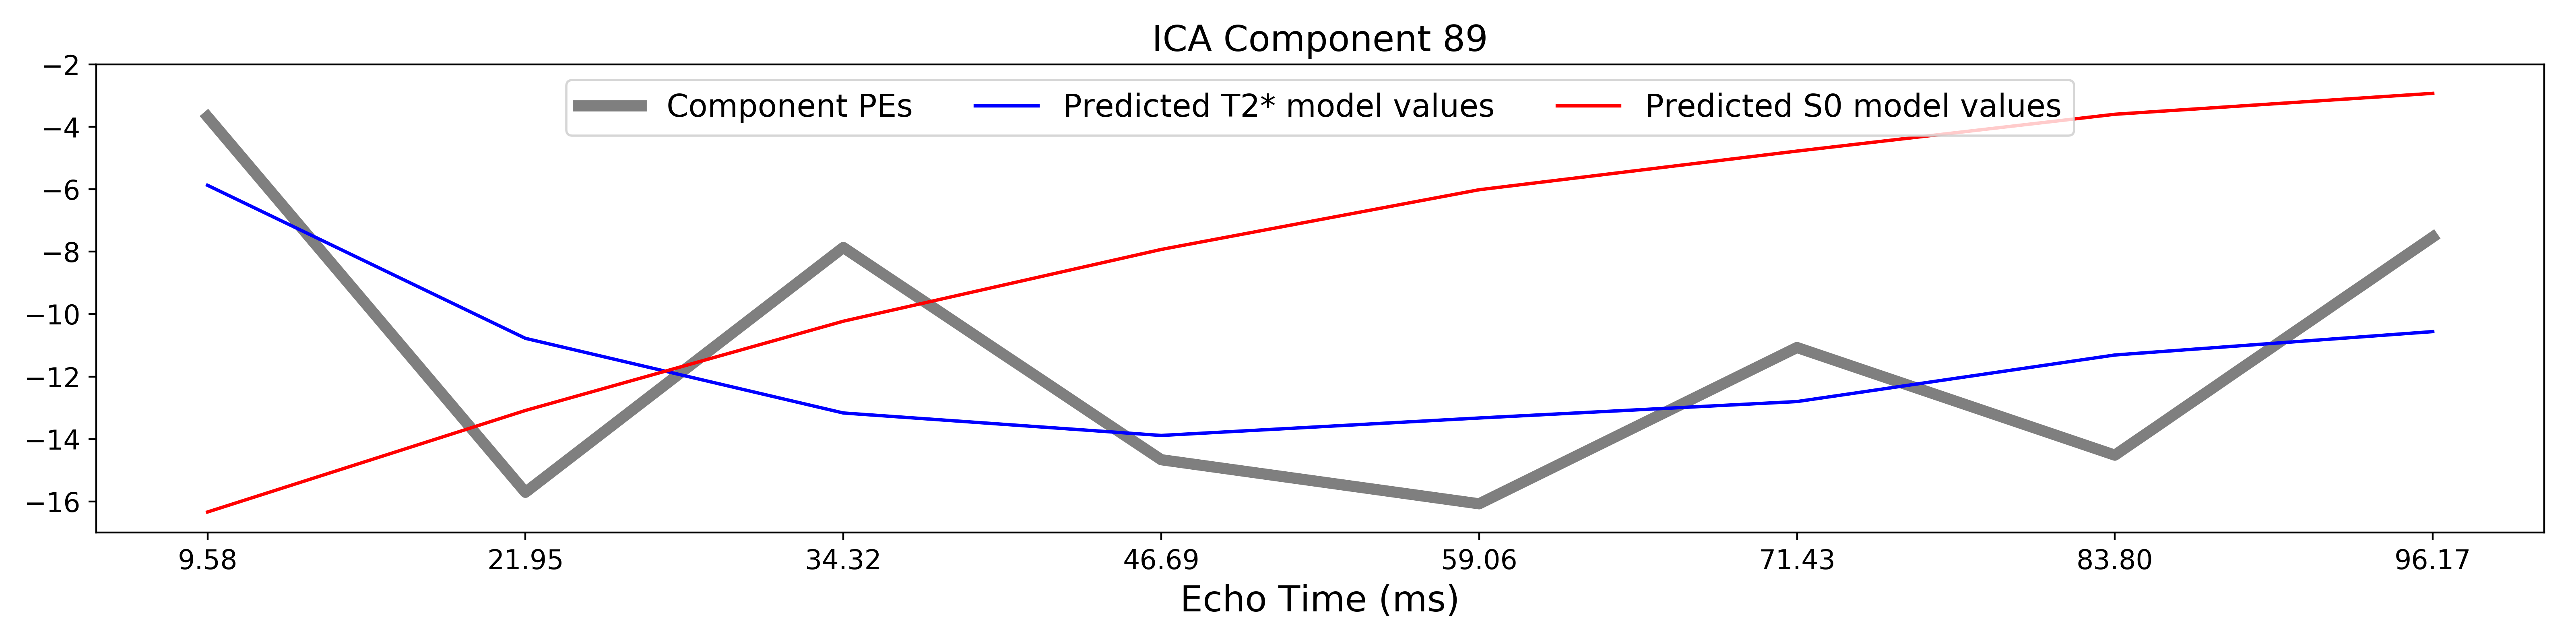 ICA Component 89
Component PEs Predicted T2* model values Predicted S0 model values
−2
−4
−6
−8
−10
−12
−14
−16
9.58 21.95 34.32 46.69 59.06 71.43 83.80 96.17
Echo Time (ms)